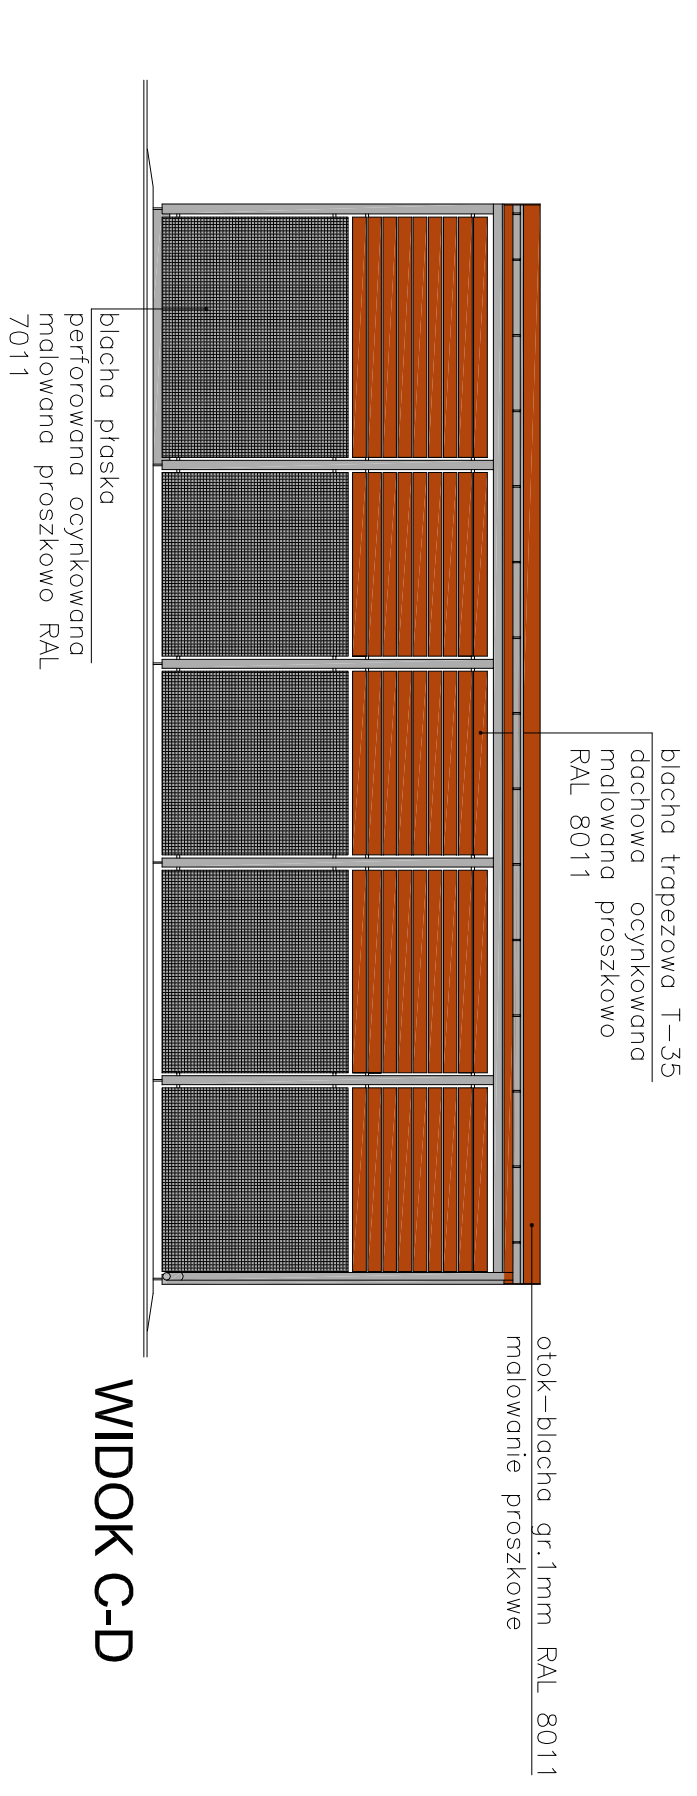 blacha trapezowa T-35
dachowa ocynkowana
malowana proszkowo
RAL 8011
otok-blacha gr.1mm RAL 8011
malowanie proszkowe
blacha płaska
perforowana ocynkowana
malowana proszkowo RAL
7011
WIDOK C-D